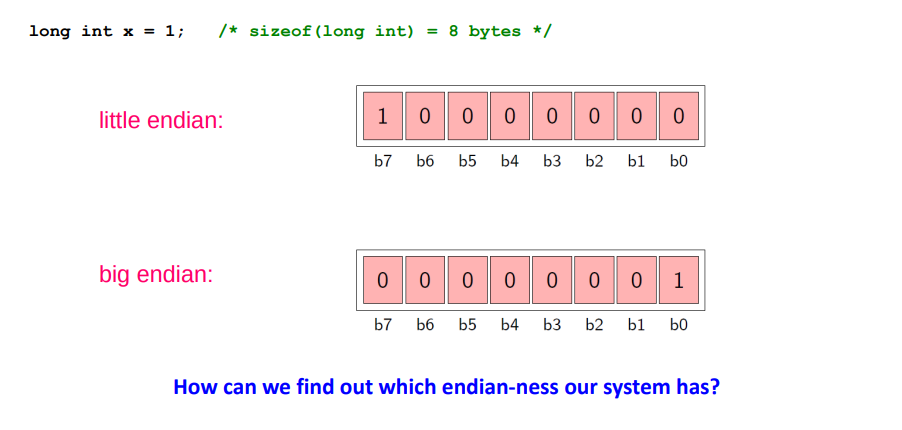 long int x = 1; /* sizeof(long int) = 8 bytes */
little endian:
1 0 0 0 0 0 0 0
b7 b6 b5 b4 b3 b2 b1 b0
big endian:
0 0 0 0 0 0 0 1
b7 b6 b5 b4 b3 b2 b1 b0
How can we find out which endian-ness our system has?